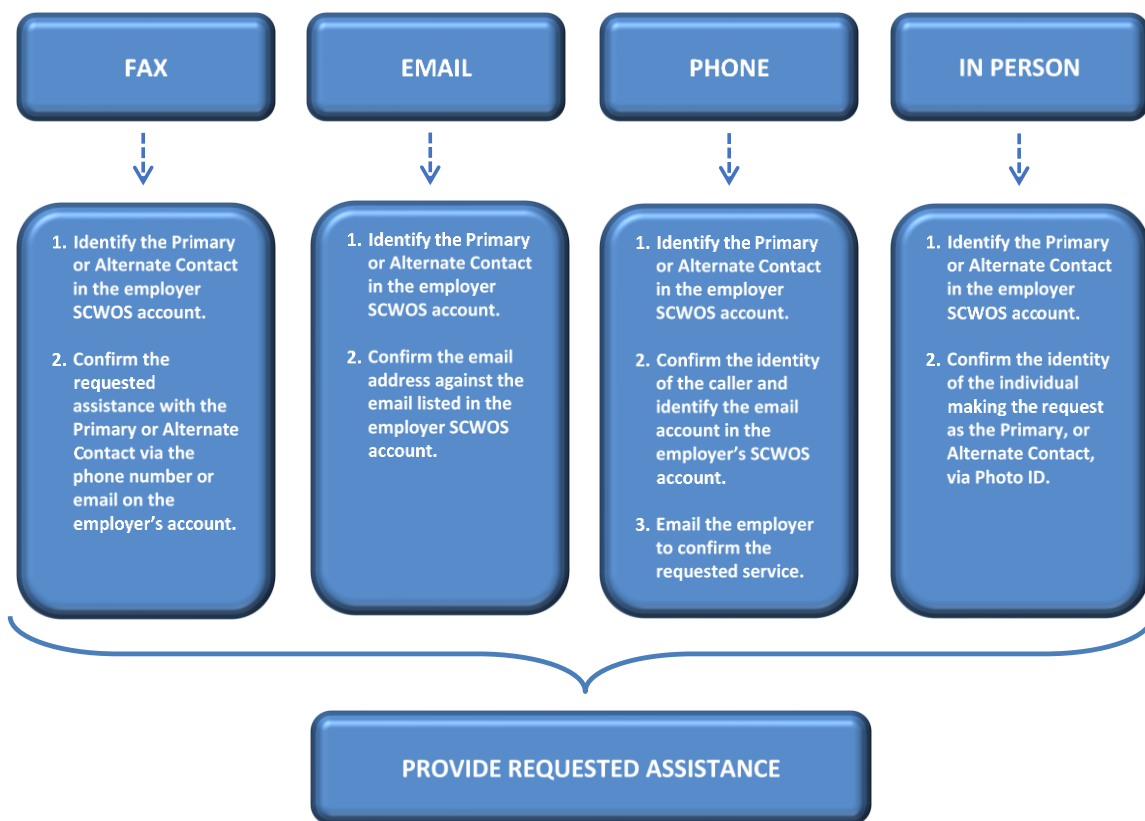 FAX
EMAIL
PHONE
IN PERSON
1. Identify the Primary
or Alternate Contact
in the employer
SCWOS account.
2. Confirm the
requested
assistance with the
Primary or Alternate
Contact via the
phone number or
email on the
employer's account.
1. Identify the Primary
or Alternate Contact
in the employer
SCWOS account.
2. Confirm the email
address against the
email listed in the
employer SCWOS
account.
1. Identify the Primary
or Alternate Contact
in the employer
SCWOS account.
2. Confirm the identity
of the caller and
identify the email
account in the
employer's SCWOS
account.
3. Email the employer
to confirm the
requested service.
1. Identify the Primary
or Alternate Contact
in the employer
SCWOS account.
2. Confirm the identity
of the individual
making the request
as the Primary, or
Alternate Contact,
via Photo ID.
PROVIDE REQUESTED ASSISTANCE